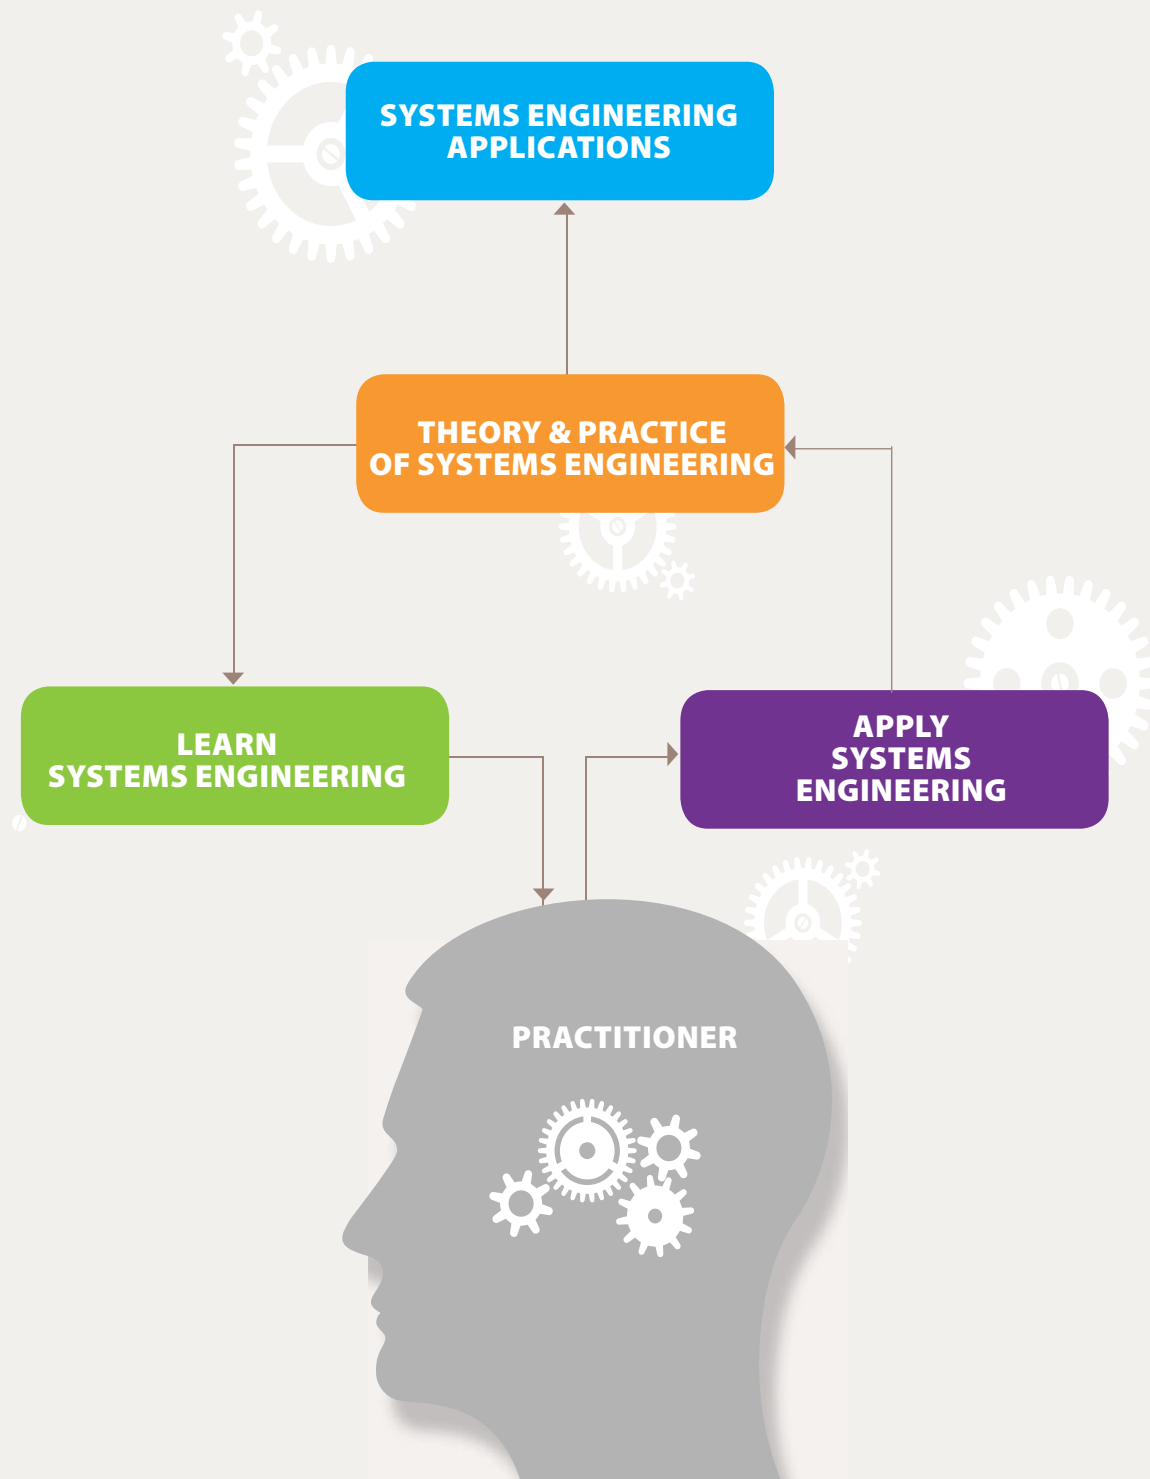 SYSTEMS ENGINEERING
APPLICATIONS
THEORY & PRACTICE
OF SYSTEMS ENGINEERING
LEARN
SYSTEMS ENGINEERING
APPLY
SYSTEMS
ENGINEERING
PRACTITIONER